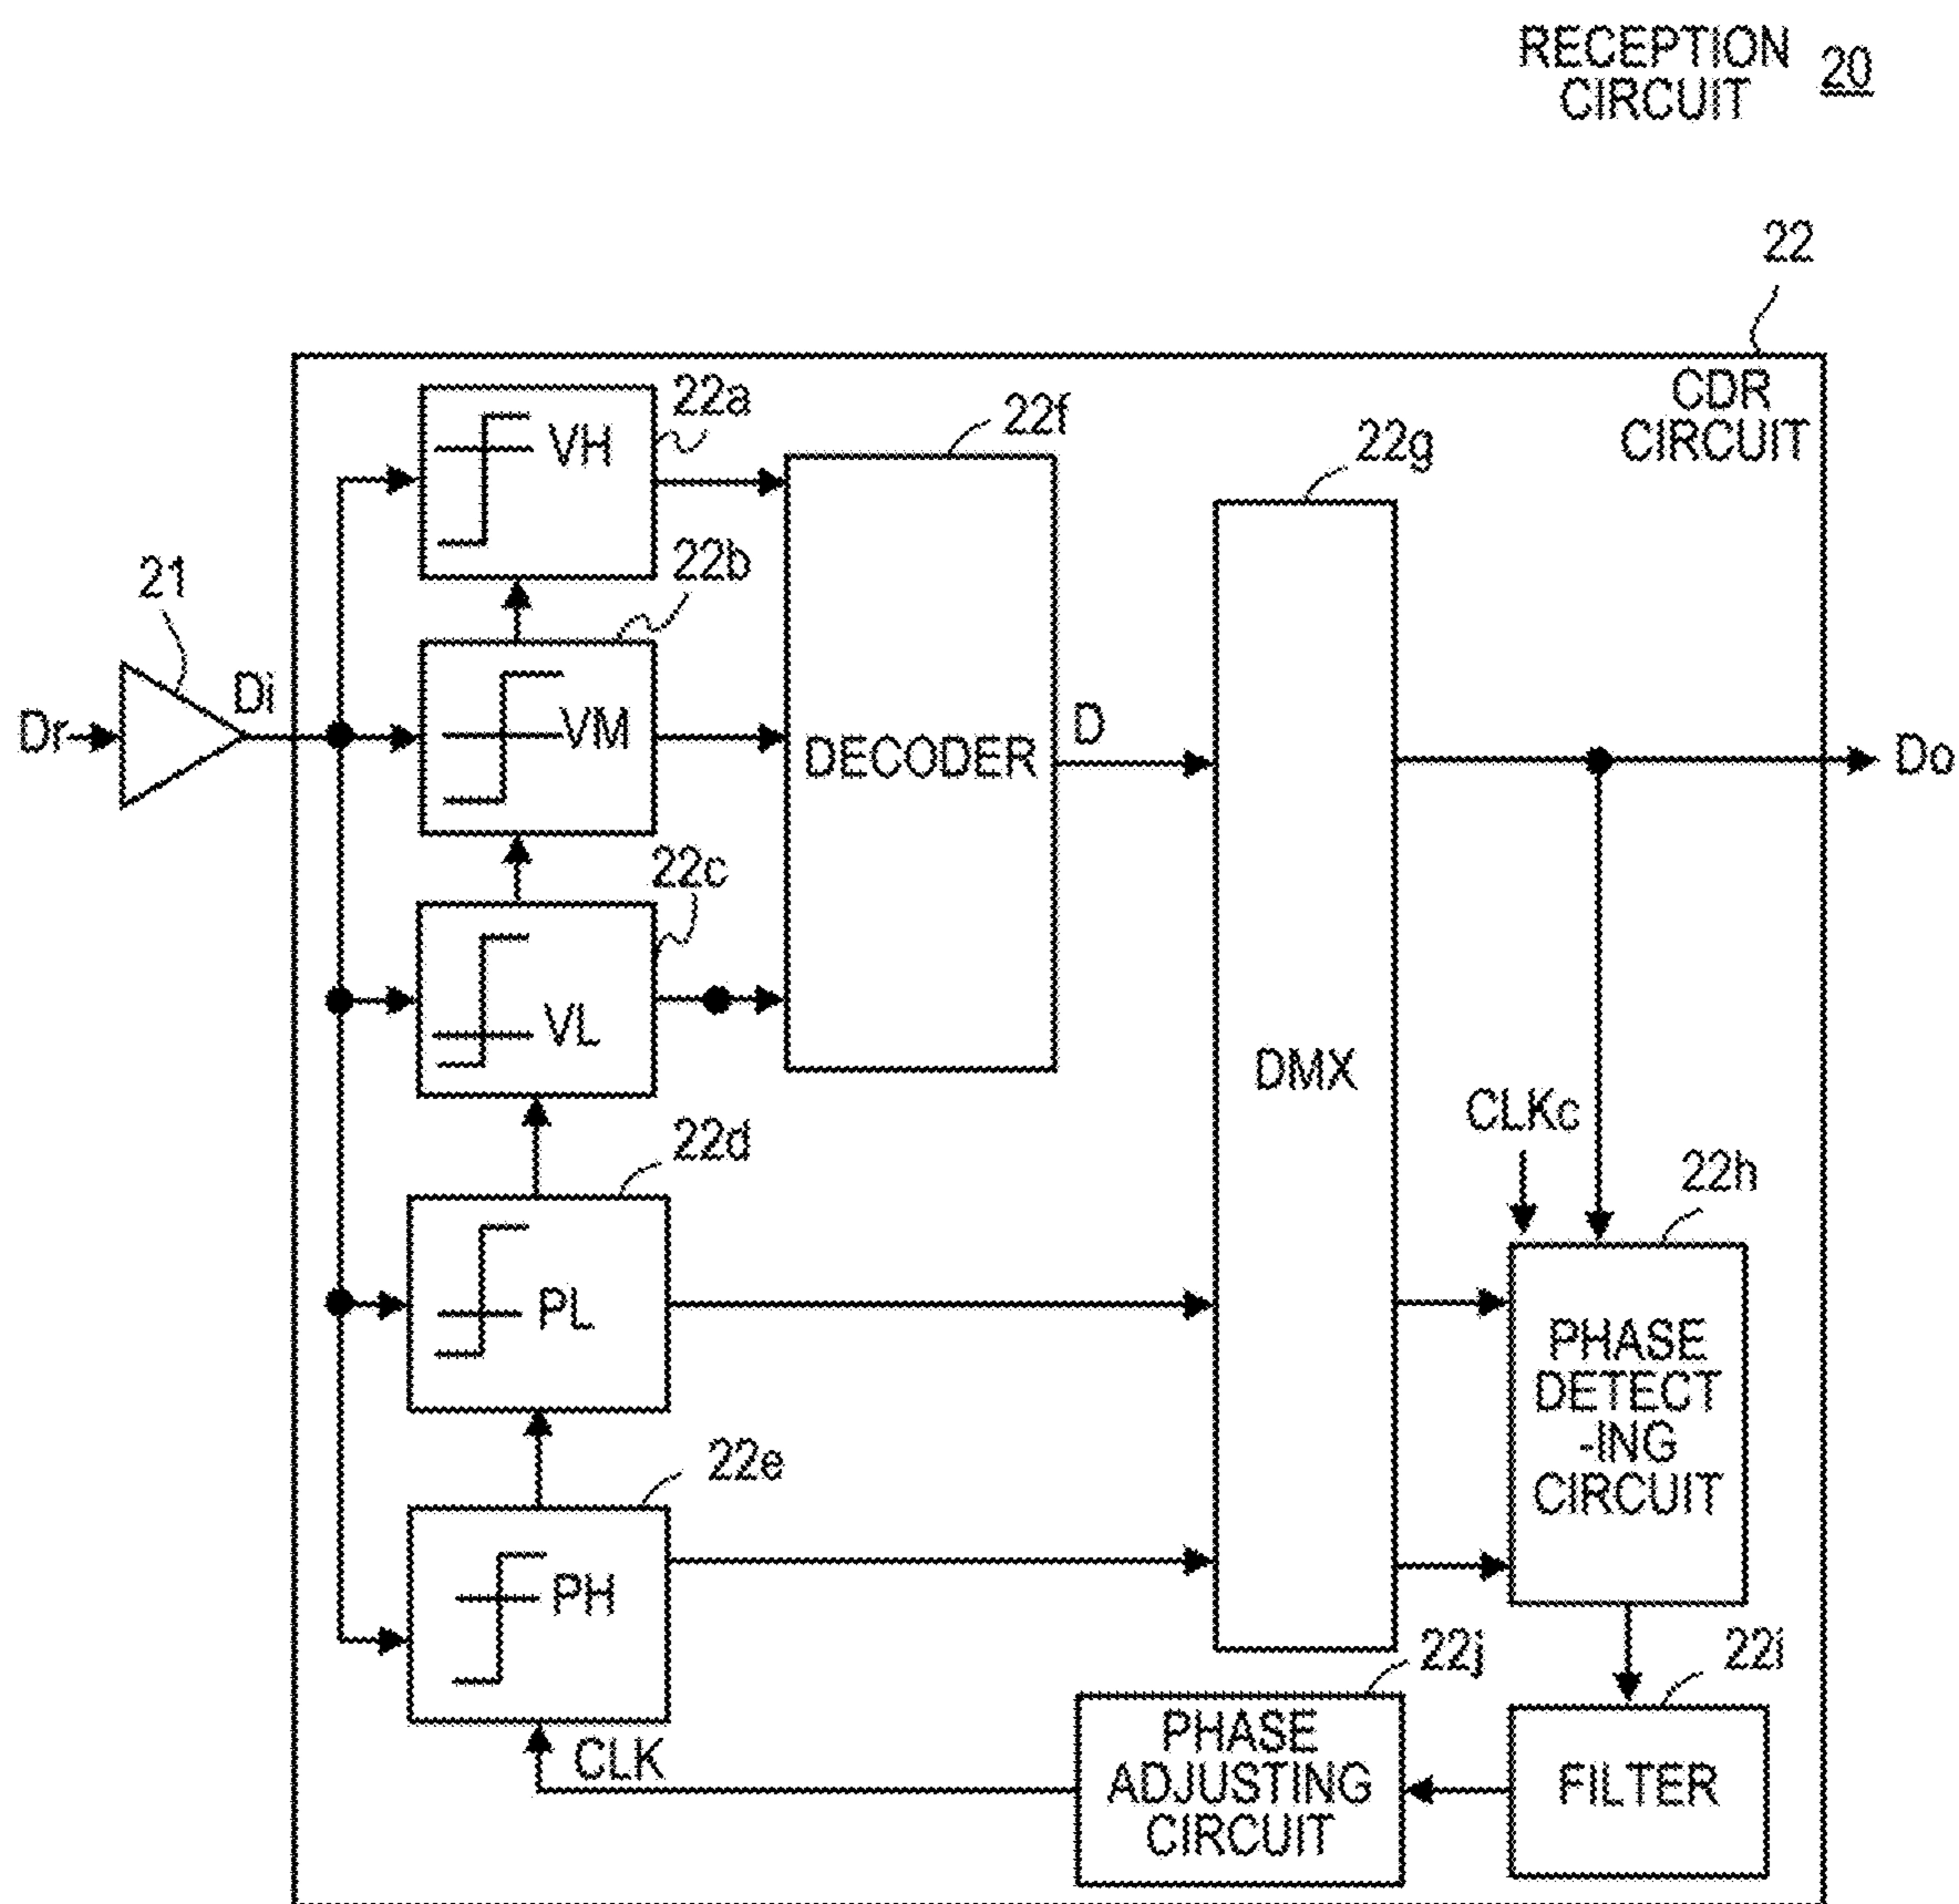 RECEPTION
CIRCUIT 20
22
CDR
CIRCUIT
22a
VH
22f
22g
22b
21
Dr
Di
VM
DECODER
D
Do
22c
VL
DMX
CLKc
22d
22h
PL
PHASE
DETECT
-ING
CIRCUIT
22e
PH
22j
22i
CLK
PHASE
ADJUSTING
CIRCUIT
FILTER